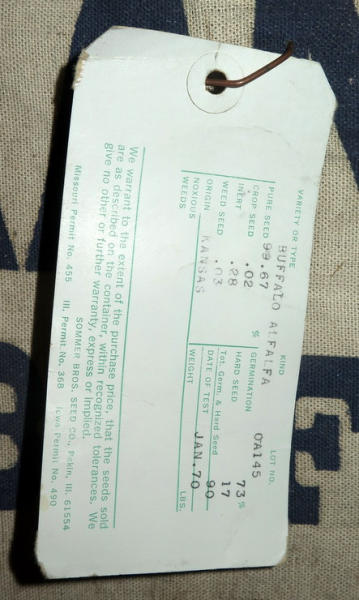 VARIETY OR TYPE KIND LOT NO.
BUFFALO ALFALFA 0A145
PURE SEED 99.67 % GERMINATION 73%
CROP SEED .02 HARD SEED 17
INERT .28 Tot. Germ. & Hard Seed 90
WEED SEED .03 DATE OF TEST JAN.70
ORIGIN KANSAS WEIGHT LBS.
NOXIOUS
WEEDS
We warrant to the extent of the purchase price, that the seeds sold
are as described on the container, within recognized tolerances. We
give no other or further warranty, express or implied.
SOMMER BROS. SEED CO., Pekin, Ill. 61554
Missouri Permit No. 455 Ill. Permit No. 368 Iowa Permit No. 490